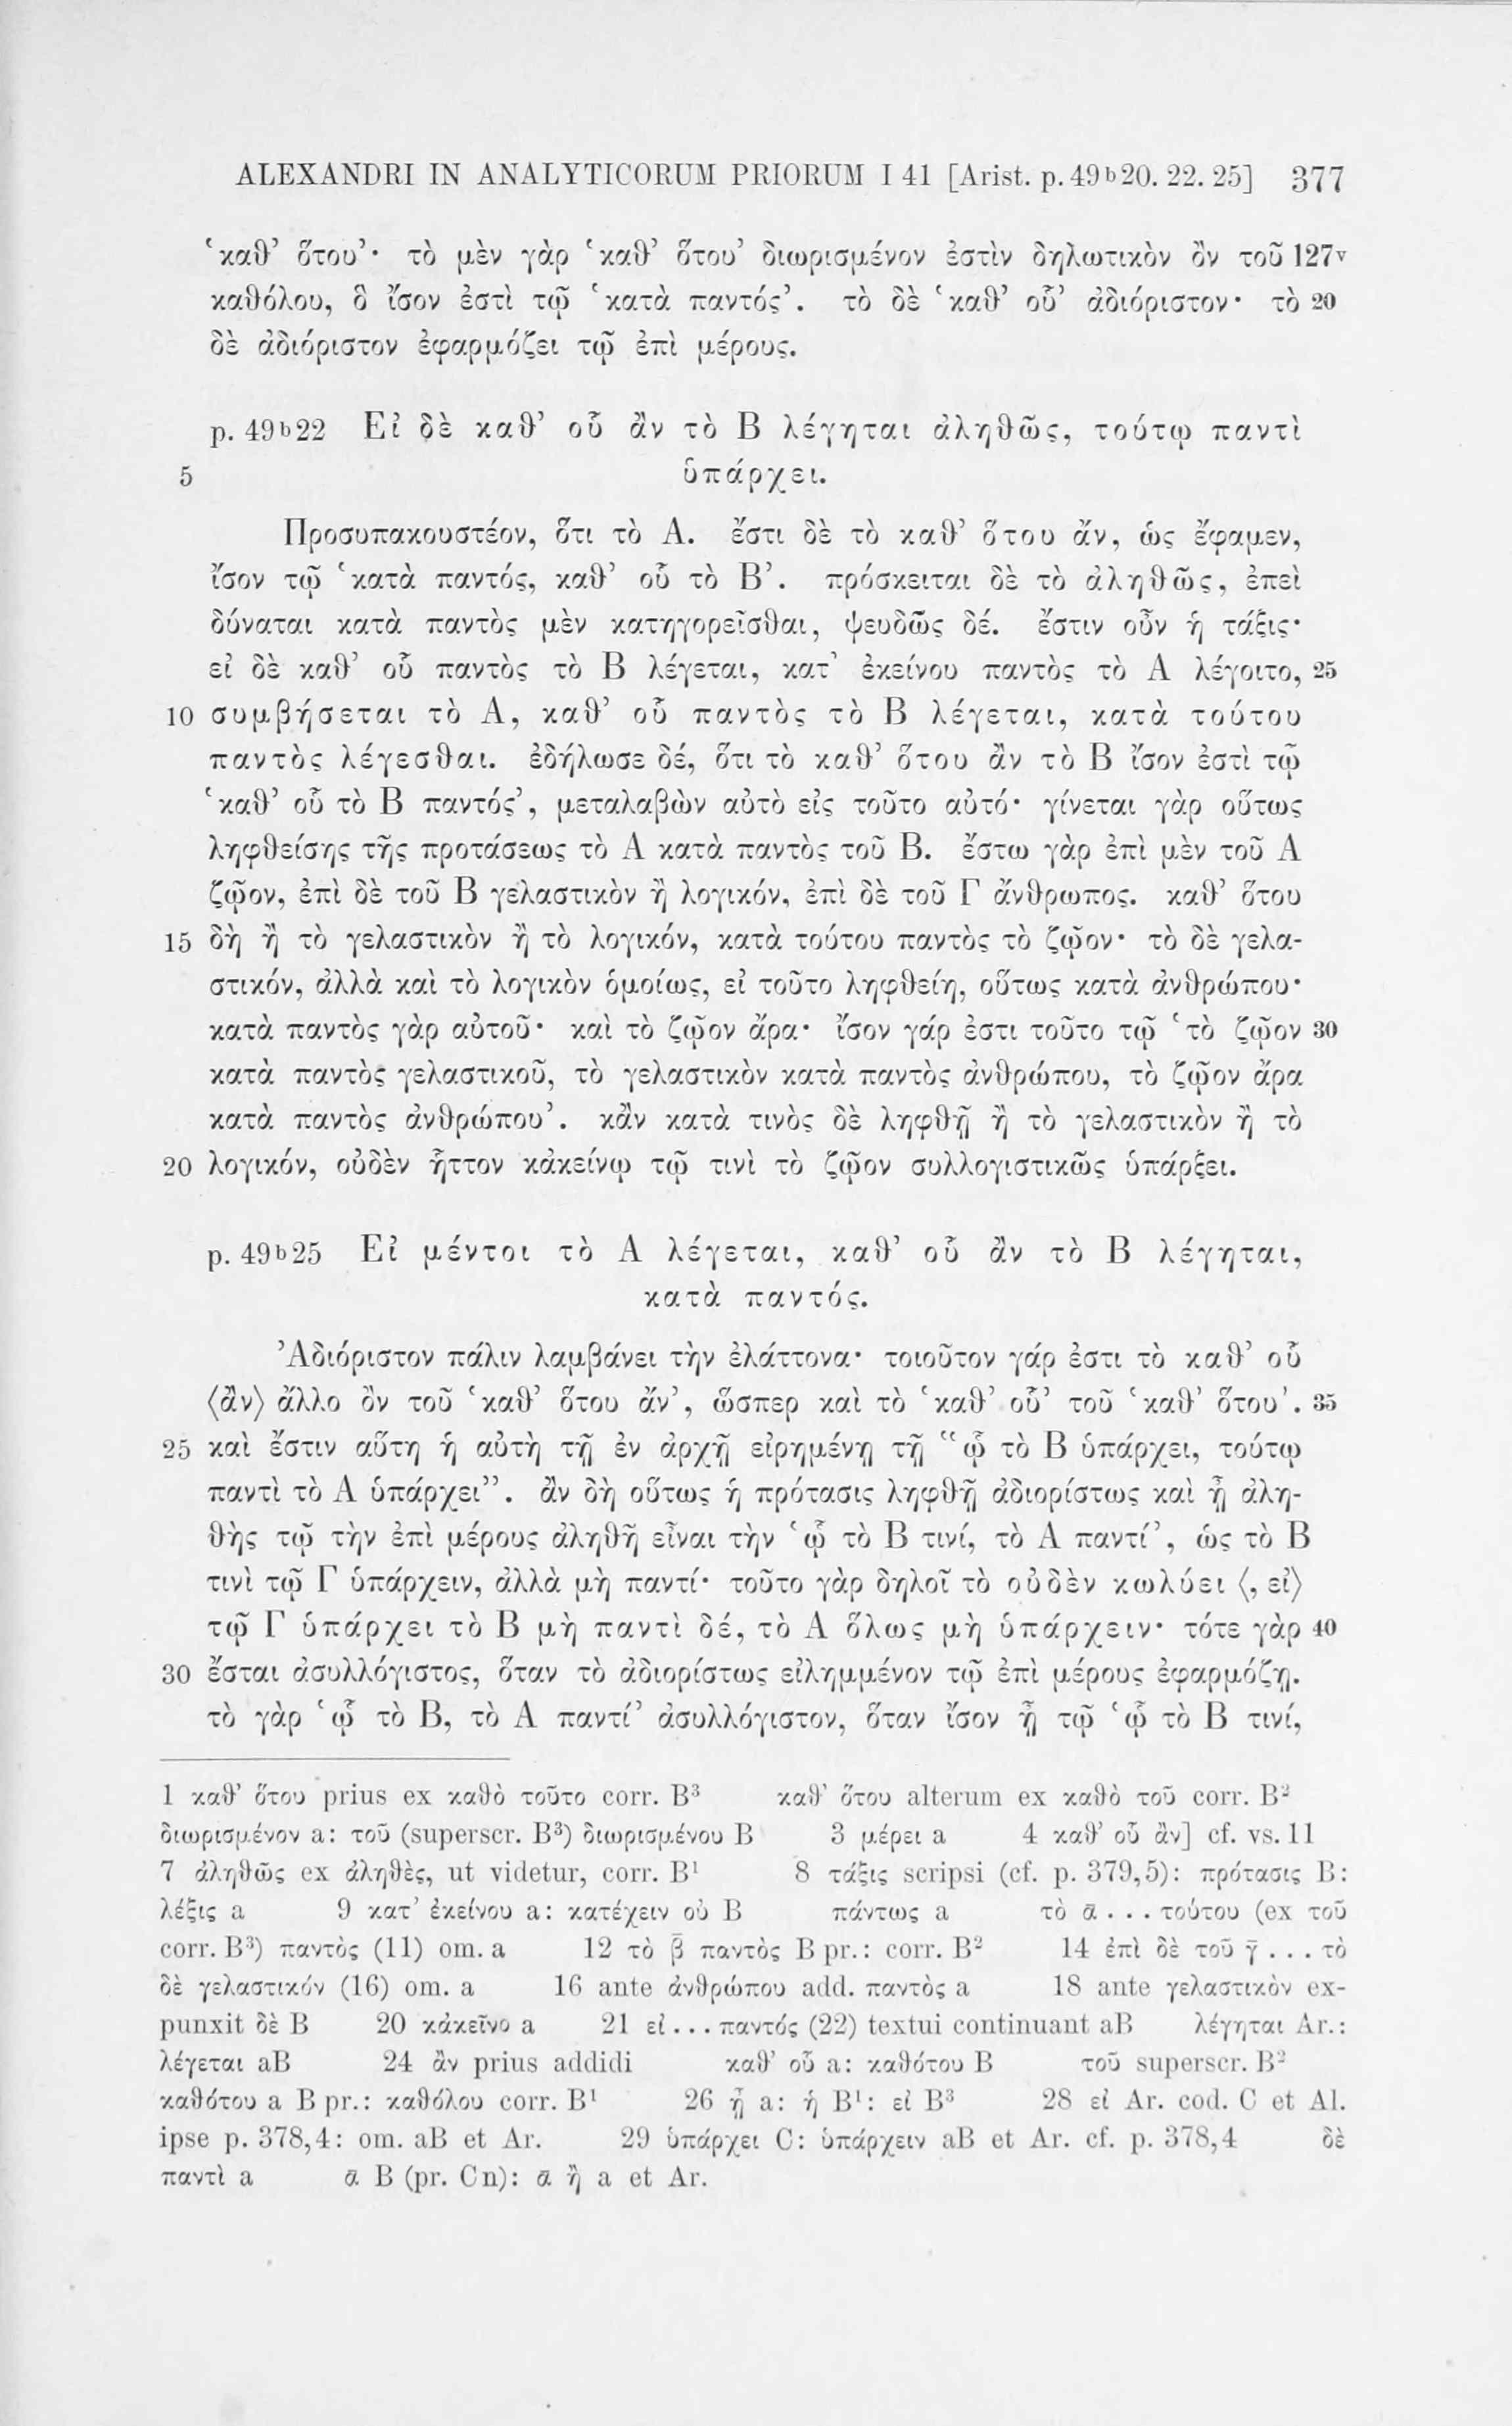 ALEXANDRI IN ANALYTICORUM PRIORUM I 41 [Arist. p. 49ᵇ20. 22. 25] 377
‘καθ’ ὅτου’· τὸ μὲν γὰρ ‘καθ’ ὅτου’ διωρισμένον ἐστὶν δηλωτικὸν ὂν τοῦ 127ᵛ
καθόλου, ὃ ἴσον ἐστὶ τῷ ‘κατὰ παντός’. τὸ δὲ ‘καθ’ οὗ’ ἀδιόριστον· τὸ 20
δὲ ἀδιόριστον ἐφαρμόζει τῷ ἐπὶ μέρους.
p. 49ᵇ22 Εἰ δὲ καθ’ οὗ ἂν τὸ Β λέγηται ἀληθῶς, τούτῳ παντὶ
5 ὑπάρχει.
Προσυπακουστέον, ὅτι τὸ Α. ἔστι δὲ τὸ καθ’ ὅτου ἄν, ὡς ἔφαμεν,
ἴσον τῷ ‘κατὰ παντός, καθ’ οὗ τὸ Β’. πρόσκειται δὲ τὸ ἀληθῶς, ἐπεὶ
δύναται κατὰ παντὸς μὲν κατηγορεῖσθαι, ψευδῶς δέ. ἔστιν οὖν ἡ τάξις·
εἰ δὲ καθ’ οὗ παντὸς τὸ Β λέγεται, κατ’ ἐκείνου παντὸς τὸ Α λέγοιτο, 25
10 συμβήσεται τὸ Α, καθ’ οὗ παντὸς τὸ Β λέγεται, κατὰ τούτου
παντὸς λέγεσθαι. ἐδήλωσε δέ, ὅτι τὸ καθ’ ὅτου ἂν τὸ Β ἴσον ἐστὶ τῷ
‘καθ’ οὗ τὸ Β παντός’, μεταλαβὼν αὐτὸ εἰς τοῦτο αὐτό· γίνεται γὰρ οὕτως
ληφθείσης τῆς προτάσεως τὸ Α κατὰ παντὸς τοῦ Β. ἔστω γὰρ ἐπὶ μὲν τοῦ Α
ζῷον, ἐπὶ δὲ τοῦ Β γελαστικὸν ἢ λογικόν, ἐπὶ δὲ τοῦ Γ ἄνθρωπος. καθ’ ὅτου
15 δὴ ἢ τὸ γελαστικὸν ἢ τὸ λογικόν, κατὰ τούτου παντὸς τὸ ζῷον· τὸ δὲ γελα-
στικόν, ἀλλὰ καὶ τὸ λογικὸν ὁμοίως, εἰ τοῦτο ληφθείη, οὕτως κατὰ ἀνθρώπου·
κατὰ παντὸς γὰρ αὐτοῦ· καὶ τὸ ζῷον ἄρα· ἴσον γάρ ἐστι τοῦτο τῷ ‘τὸ ζῷον 30
κατὰ παντὸς γελαστικοῦ, τὸ γελαστικὸν κατὰ παντὸς ἀνθρώπου, τὸ ζῷον ἄρα
κατὰ παντὸς ἀνθρώπου’. κἂν κατὰ τινὸς δὲ ληφθῇ ἢ τὸ γελαστικὸν ἢ τὸ
20 λογικόν, οὐδὲν ἧττον κἀκείνῳ τῷ τινὶ τὸ ζῷον συλλογιστικῶς ὑπάρξει.
p. 49ᵇ25 Εἰ μέντοι τὸ Α λέγεται, καθ’ οὗ ἂν τὸ Β λέγηται,
κατὰ παντός.
Ἀδιόριστον πάλιν λαμβάνει τὴν ἐλάττονα· τοιοῦτον γάρ ἐστι τὸ καθ’ οὗ
⟨ἂν⟩ ἄλλο ὂν τοῦ ‘καθ’ ὅτου ἄν’, ὥσπερ καὶ τὸ ‘καθ’ οὗ’ τοῦ ‘καθ’ ὅτου’. 35
25 καὶ ἔστιν αὕτη ἡ αὐτὴ τῇ ἐν ἀρχῇ εἰρημένῃ τῇ “ᾧ τὸ Β ὑπάρχει, τούτῳ
παντὶ τὸ Α ὑπάρχει”. ἂν δὴ οὕτως ἡ πρότασις ληφθῇ ἀδιορίστως καὶ ᾖ ἀλη-
θὴς τῷ τὴν ἐπὶ μέρους ἀληθῆ εἶναι τὴν ‘ᾧ τὸ Β τινί, τὸ Α παντί’, ὡς τὸ Β
τινὶ τῷ Γ ὑπάρχειν, ἀλλὰ μὴ παντί· τοῦτο γὰρ δηλοῖ τὸ οὐδὲν κωλύει ⟨, εἰ⟩
τῷ Γ ὑπάρχει τὸ Β μὴ παντὶ δέ, τὸ Α ὅλως μὴ ὑπάρχειν· τότε γὰρ 40
30 ἔσται ἀσυλλόγιστος, ὅταν τὸ ἀδιορίστως εἰλημμένον τῷ ἐπὶ μέρους ἐφαρμόζῃ.
τὸ γὰρ ‘ᾧ τὸ Β, τὸ Α παντί’ ἀσυλλόγιστον, ὅταν ἴσον ᾖ τῷ ‘ᾧ τὸ Β τινί,
1 καθ’ ὅτου prius ex καθὸ τοῦτο corr. B³ καθ’ ὅτου alterum ex καθὸ τοῦ corr. B²
διωρισμένον a: τοῦ (superscr. B³) διωρισμένου B 3 μέρει a 4 καθ’ οὗ ἂν] cf. vs. 11
7 ἀληθῶς ex ἀληθὲς, ut videtur, corr. B¹ 8 τάξις scripsi (cf. p. 379,5): πρότασις B:
λέξις a 9 κατ’ ἐκείνου a: κατέχειν οὐ B πάντως a τὸ ᾱ . . . τούτου (ex τοῦ
corr. B³) παντὸς (11) om. a 12 τὸ β̄ παντὸς B pr.: corr. B² 14 ἐπὶ δὲ τοῦ γ̄ . . . τὸ
δὲ γελαστικόν (16) om. a 16 ante ἀνθρώπου add. παντὸς a 18 ante γελαστικὸν ex-
punxit δὲ B 20 κἀκεῖνο a 21 εἰ . . . παντός (22) textui continuant aB λέγηται Ar.:
λέγεται aB 24 ἂν prius addidi καθ’ οὗ a: καθότου B τοῦ superscr. B²
καθότου a B pr.: καθόλου corr. B¹ 26 ᾖ a: ἡ B¹: εἰ B³ 28 εἰ Ar. cod. C et Al.
ipse p. 378,4: om. aB et Ar. 29 ὑπάρχει C: ὑπάρχειν aB et Ar. cf. p. 378,4 δὲ
παντὶ a ᾱ B (pr. Cn): ᾱ ἢ a et Ar.